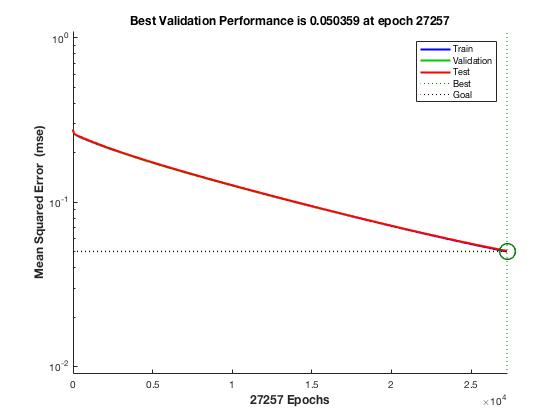 Best Validation Performance is 0.050359 at epoch 27257
Mean Squared Error (mse)
10^0
10^-1
10^-2
Train
Validation
Test
Best
Goal
0 0.5 1 1.5 2 2.5
×10^4
27257 Epochs